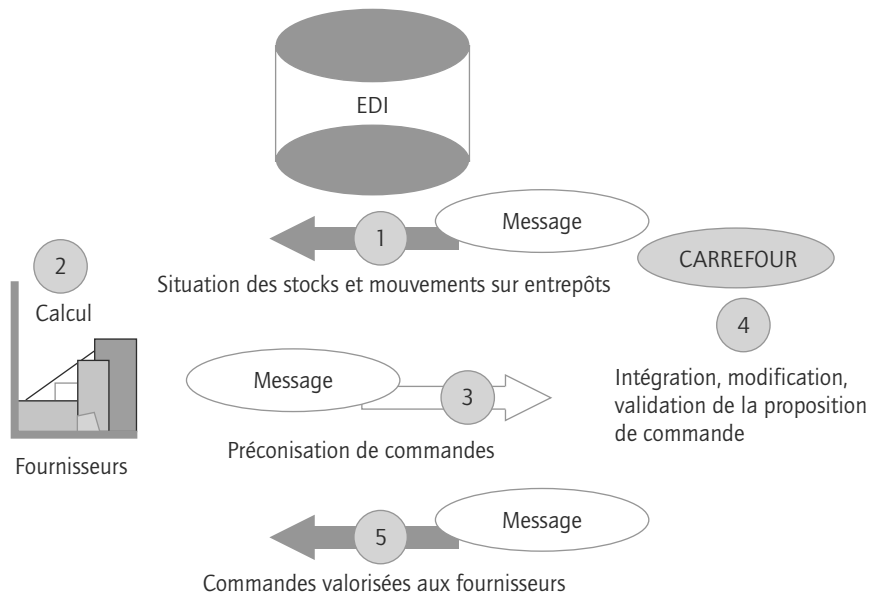 EDI
Message
1
Situation des stocks et mouvements sur entrepôts
CARREFOUR
2
Calcul
Fournisseurs
Message
3
Préconisation de commandes
4
Intégration, modification,
validation de la proposition
de commande
Message
5
Commandes valorisées aux fournisseurs